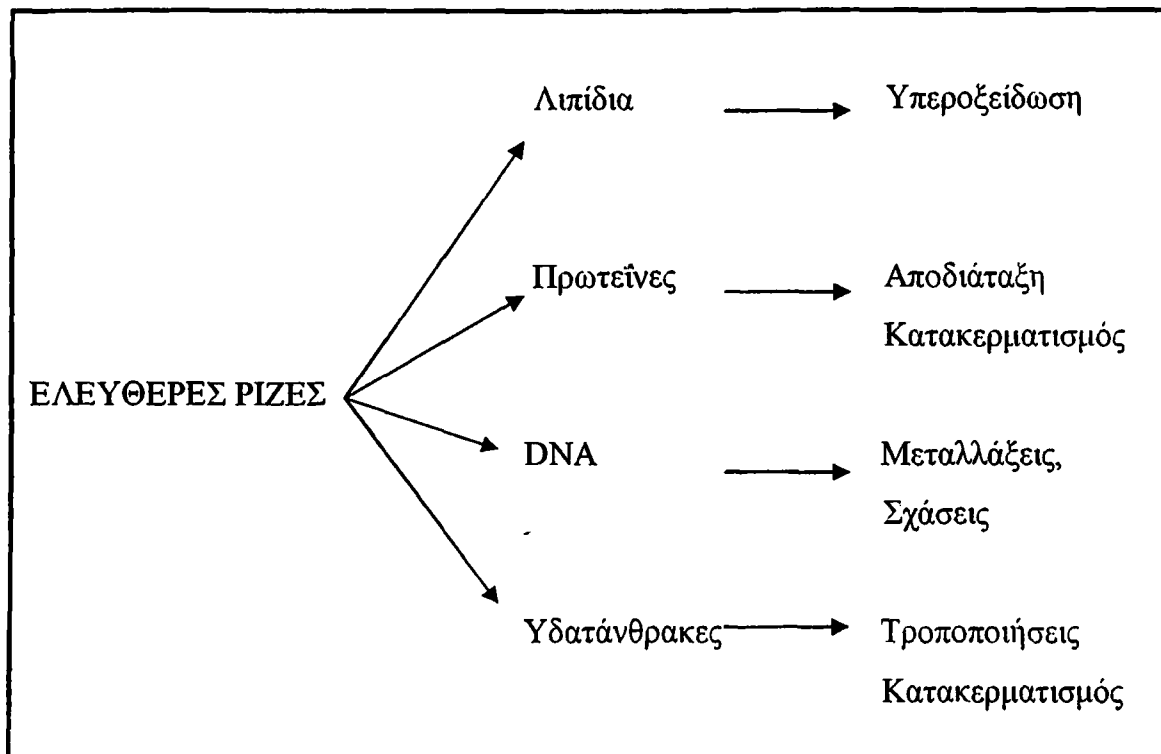 Λιπίδια Υπεροξείδωση
Πρωτεΐνες Αποδιάταξη
Κατακερματισμός
ΕΛΕΥΘΕΡΕΣ ΡΙΖΕΣ
DNA Μεταλλάξεις,
Σχάσεις
Υδατάνθρακες Τροποποιήσεις
Κατακερματισμός